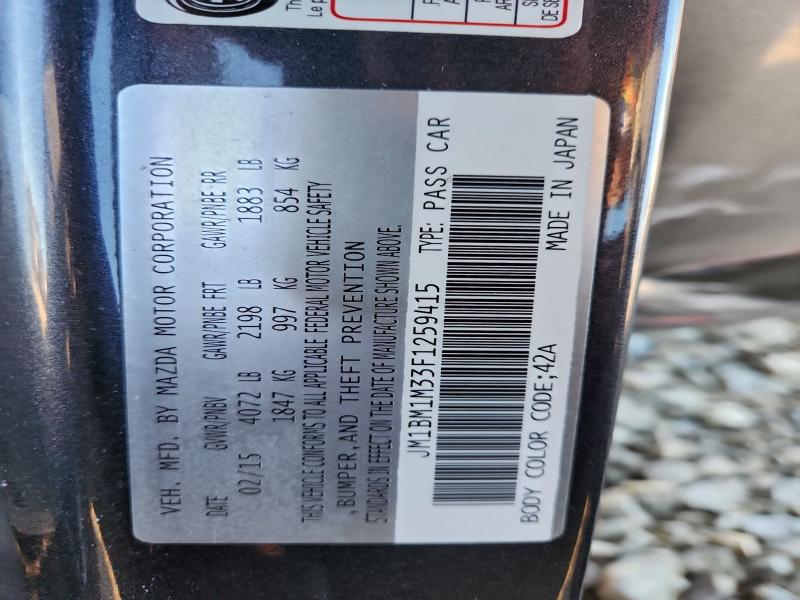 VEH. MFD. BY MAZDA MOTOR CORPORATION
DATE GVWR/PNBV GAWR/PNBE FRT GAWR/PNBE RR
02/15 4072 LB 2198 LB 1883 LB
1847 KG 997 KG 854 KG
THIS VEHICLE CONFORMS TO ALL APPLICABLE FEDERAL MOTOR VEHICLE SAFETY
,BUMPER,AND THEFT PREVENTION
STANDARDS IN EFFECT ON THE DATE OF MANUFACTURE SHOWN ABOVE.
JM1BM1M33F1259415 TYPE: PASS CAR
BODY COLOR CODE;42A MADE IN JAPAN
Le p